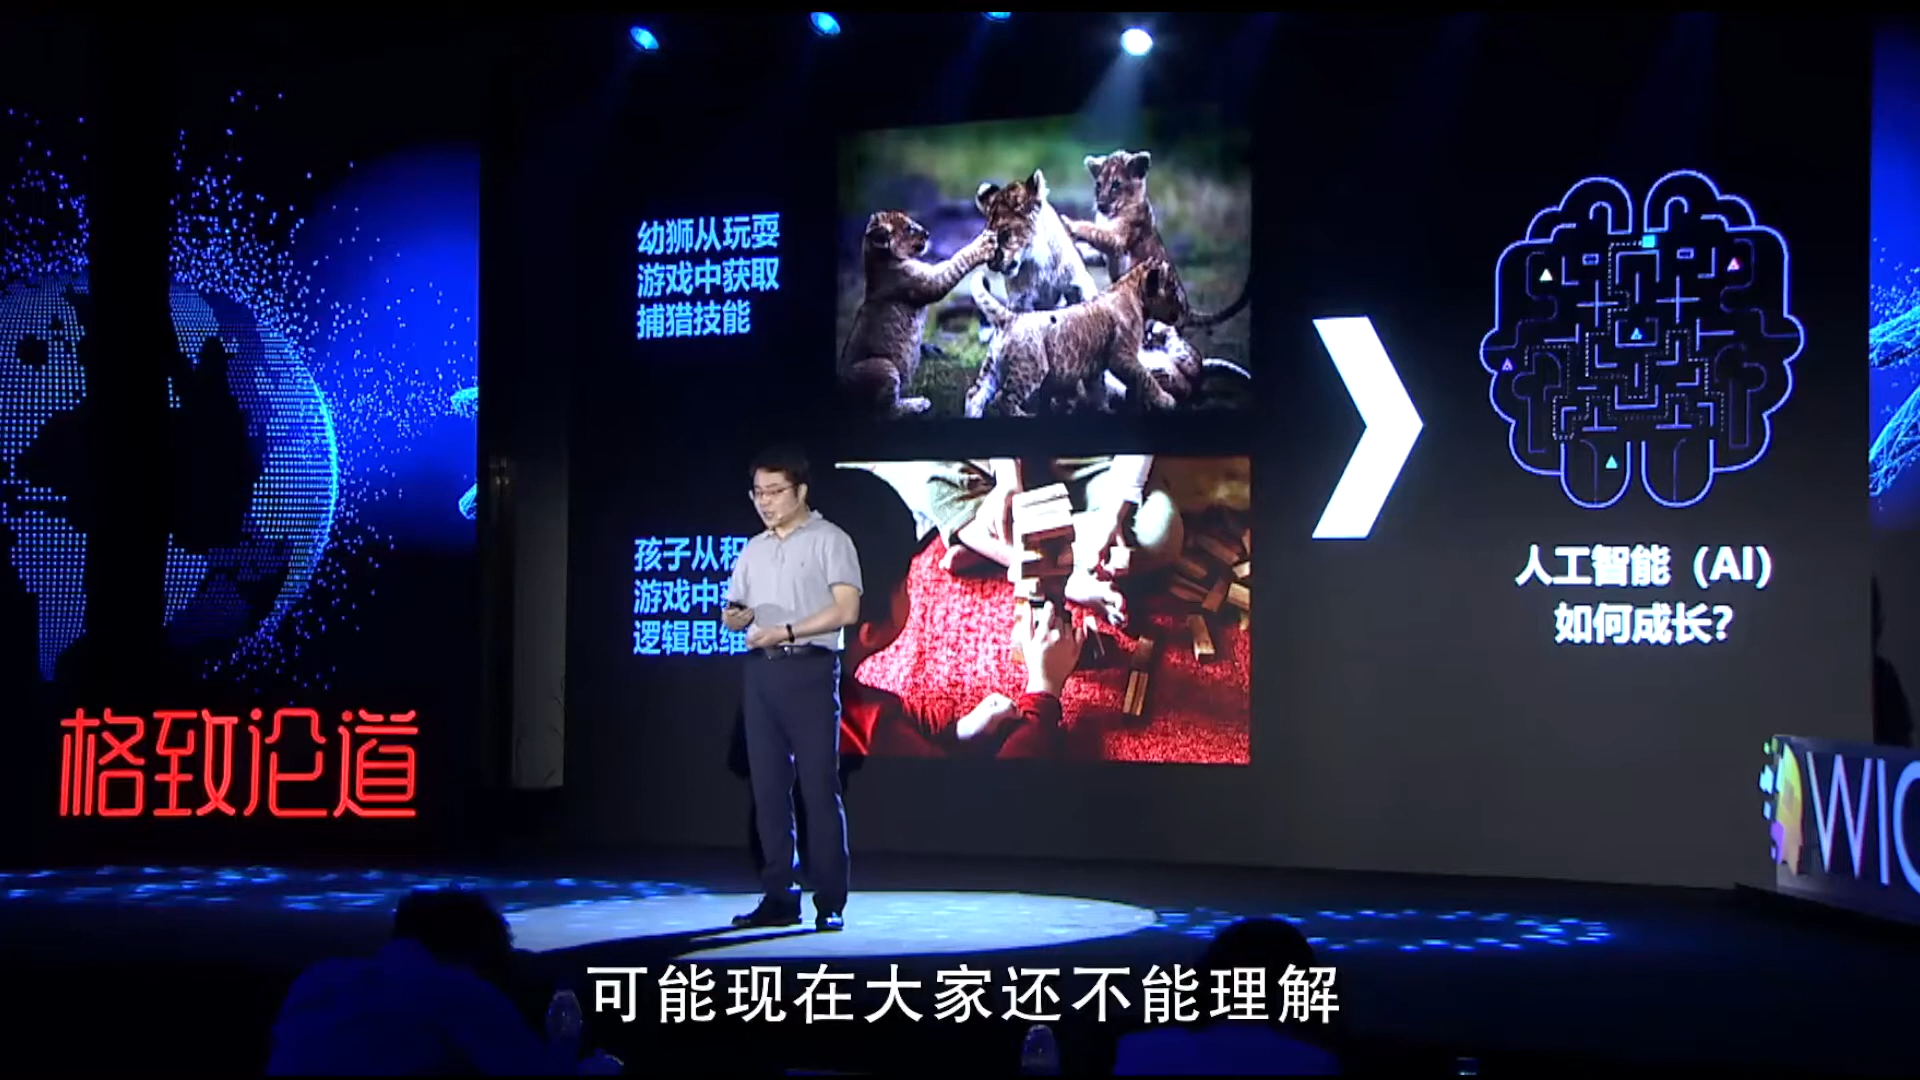 幼狮从玩耍
游戏中获取
捕猎技能
孩子从积
游戏中
逻辑思维
人工智能（AI）
如何成长？
格致论道
WIC
可能现在大家还不能理解